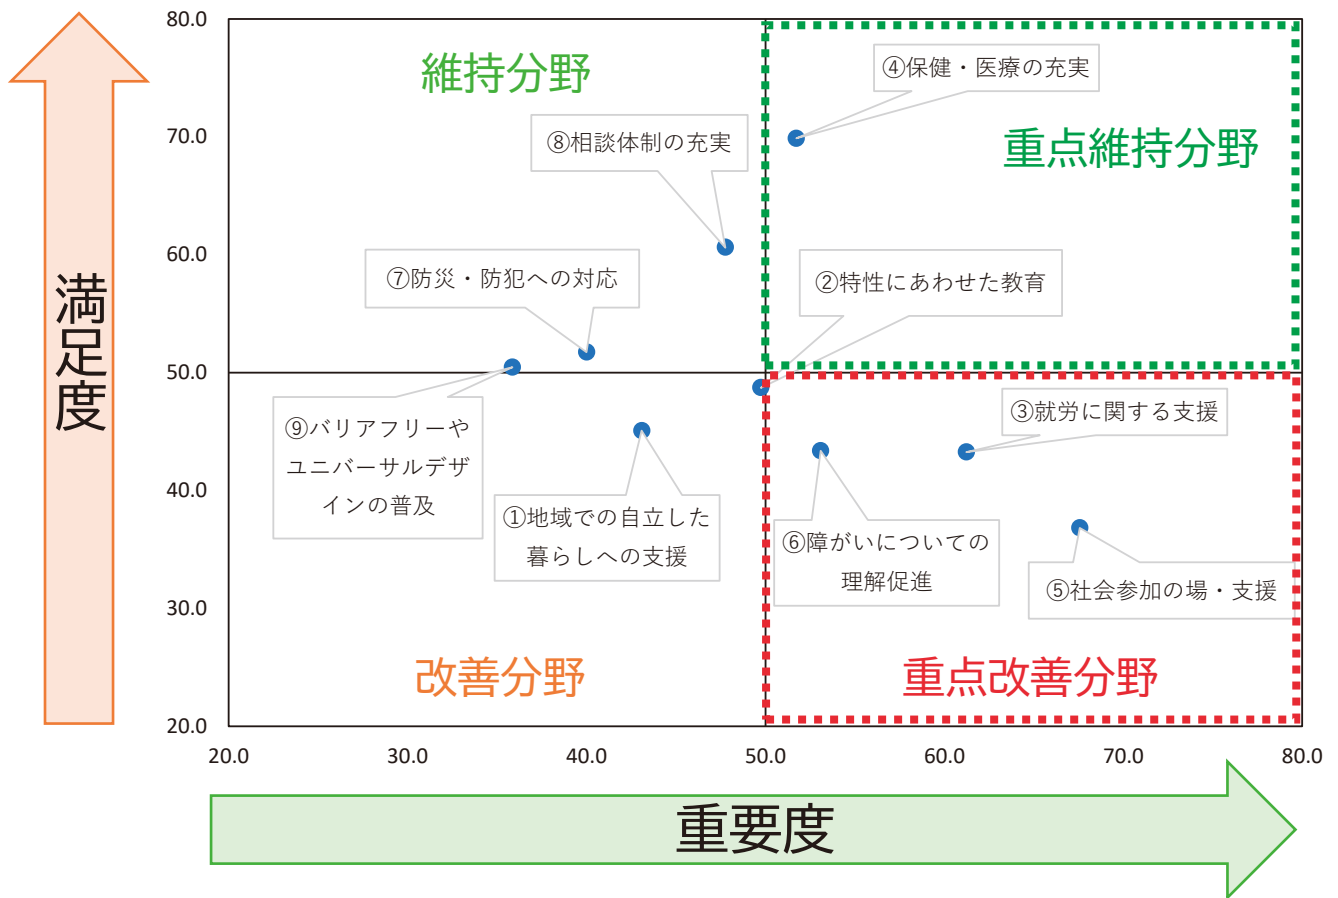 80.0
70.0
60.0
50.0
40.0
30.0
20.0
満足度
維持分野
④保健・医療の充実
重点維持分野
⑧相談体制の充実
⑦防災・防犯への対応
②特性にあわせた教育
③就労に関する支援
⑨バリアフリーや
ユニバーサルデザ
インの普及
①地域での自立した
暮らしへの支援
⑥障がいについての
理解促進
⑤社会参加の場・支援
改善分野
重点改善分野
20.0
30.0
40.0
50.0
60.0
70.0
80.0
重要度